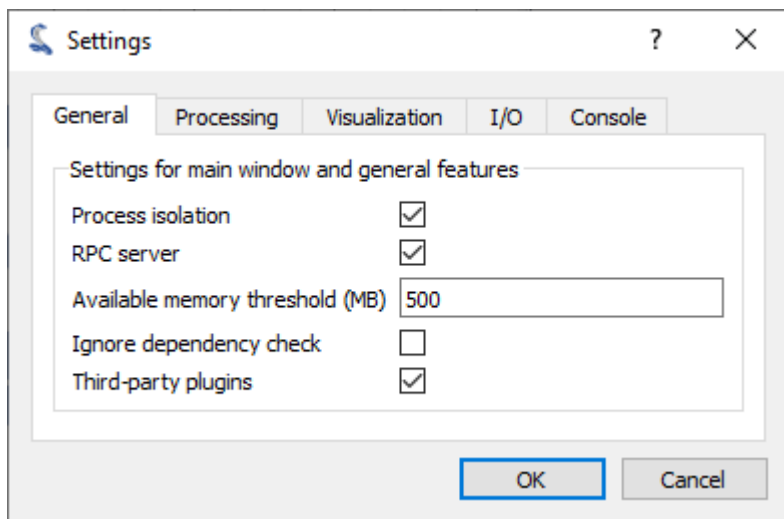 Settings
?
General Processing Visualization I/O Console
Settings for main window and general features
Process isolation
RPC server
Available memory threshold (MB) 500
Ignore dependency check
Third-party plugins
OK Cancel